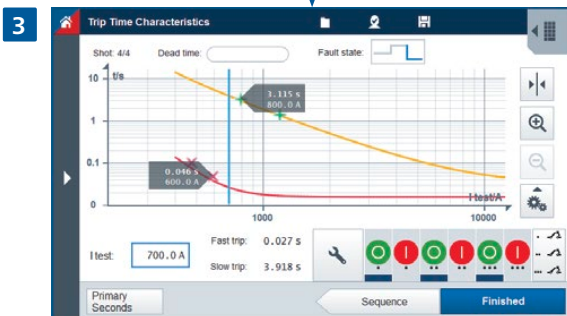 3
Trip Time Characteristics
Shot: 4/4
Dead time:
Fault state:
10
t/s
3.115 s
800.0 A
1
0.1
0.046 s
600.0 A
I test/A
0
1000
10000
I test:
700.0 A
Fast trip:
0.027 s
Slow trip:
3.918 s
Primary
Seconds
Sequence
Finished